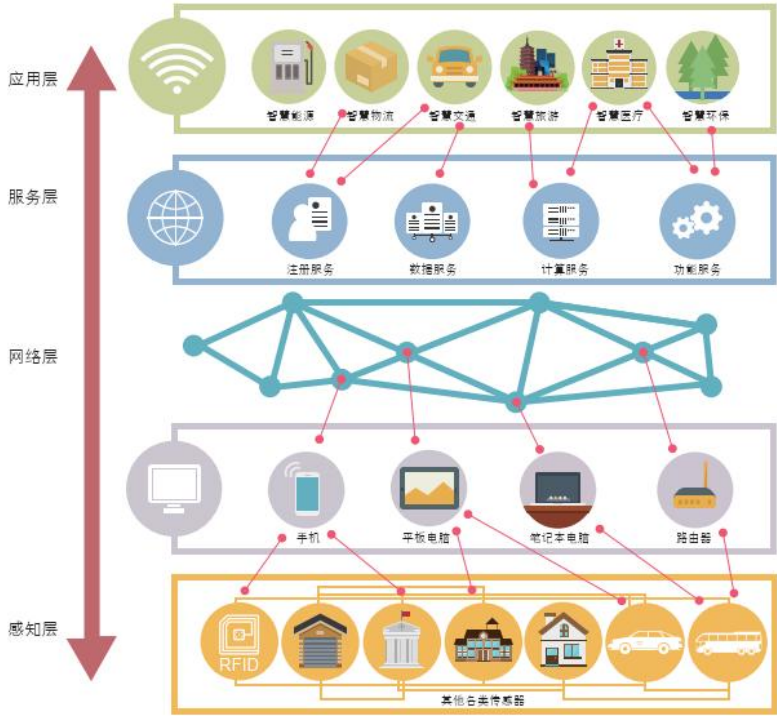 应用层
智慧能源
智慧物流
智慧交通
智慧旅游
智慧医疗
智慧环保
服务层
注册服务
数据服务
计算服务
功能服务
网络层
手机
平板电脑
笔记本电脑
路由器
感知层
RFID
其他各类传感器